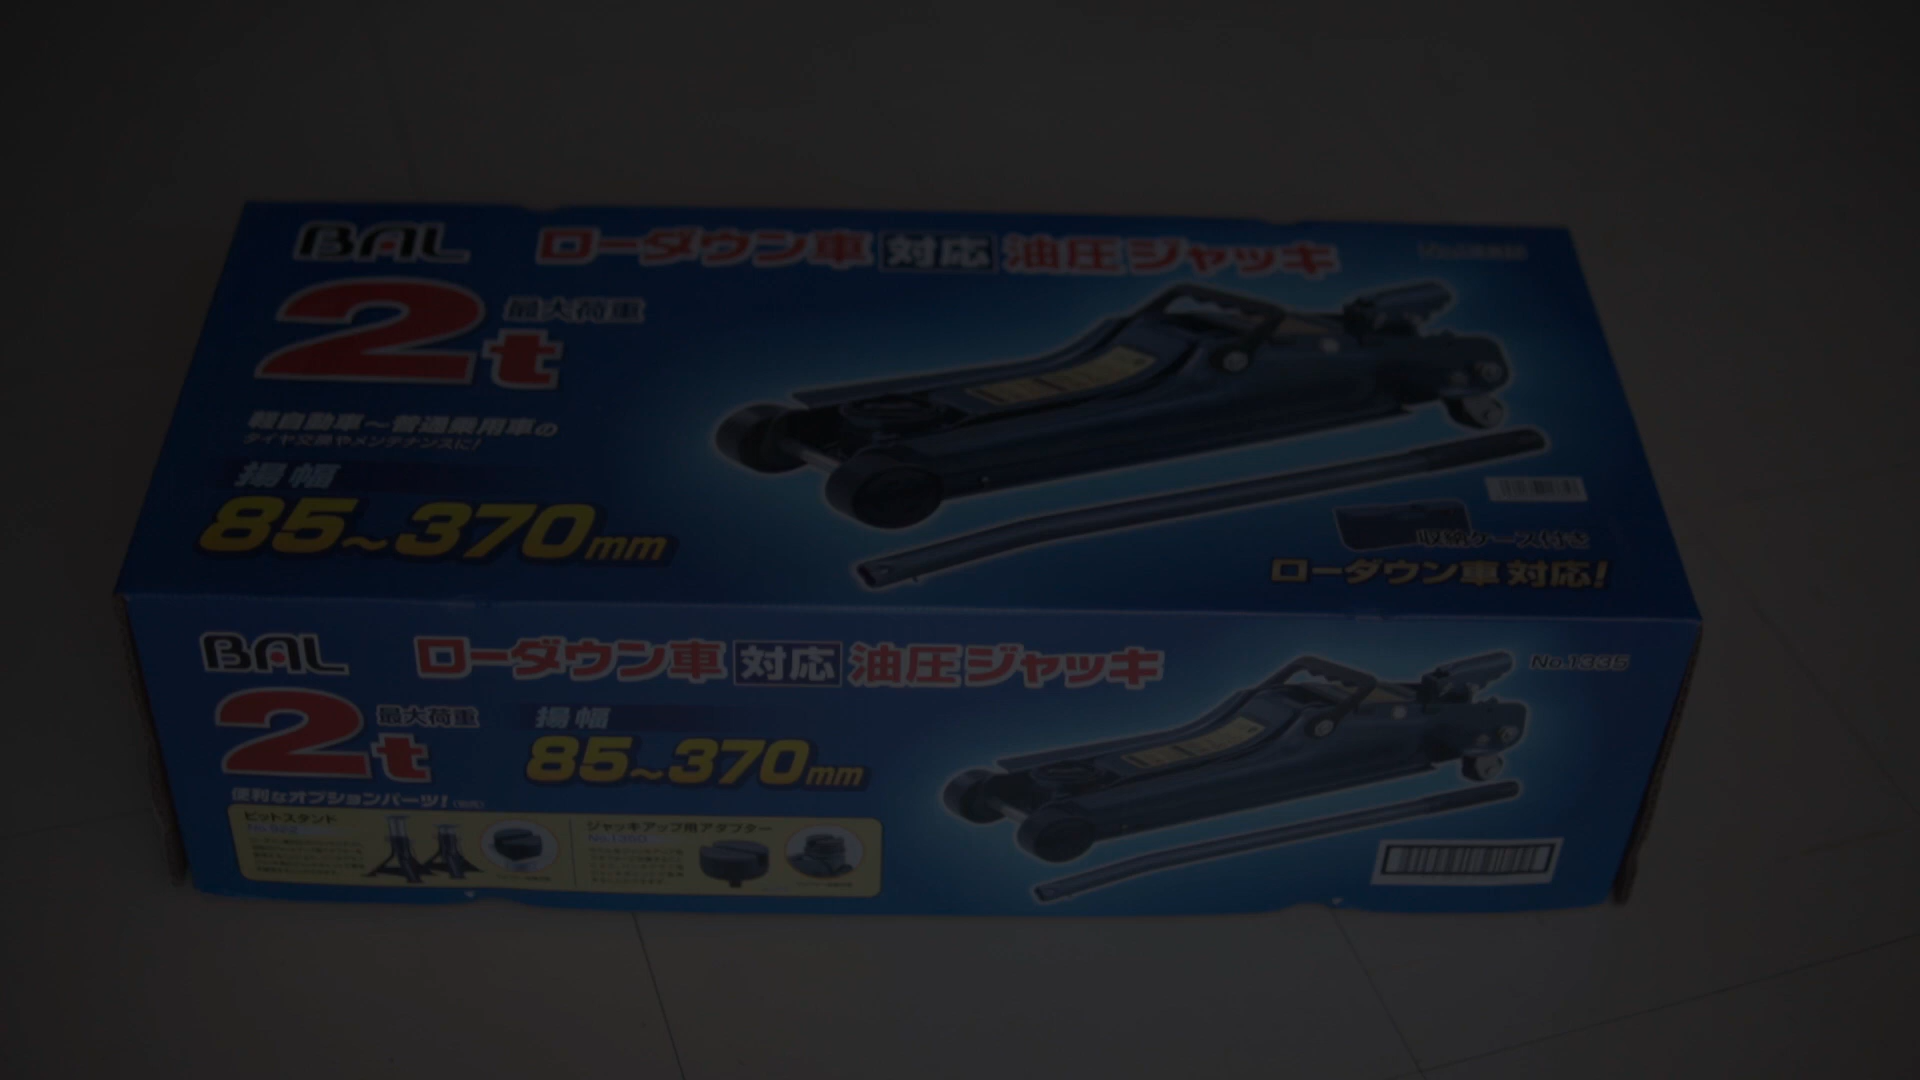 BAL ローダウン車 対応 油圧ジャッキ
2t 最大荷重
軽自動車～普通乗用車の
タイヤ交換やメンテナンスに!
揚幅
85～370mm
収納ケース付き
ローダウン車対応!
BAL ローダウン車 対応 油圧ジャッキ No.1335
2t 最大荷重 揚幅
85～370mm
便利なオプションパーツ!
ピットスタンド
ジャッキアップ用アダプター
No.1360